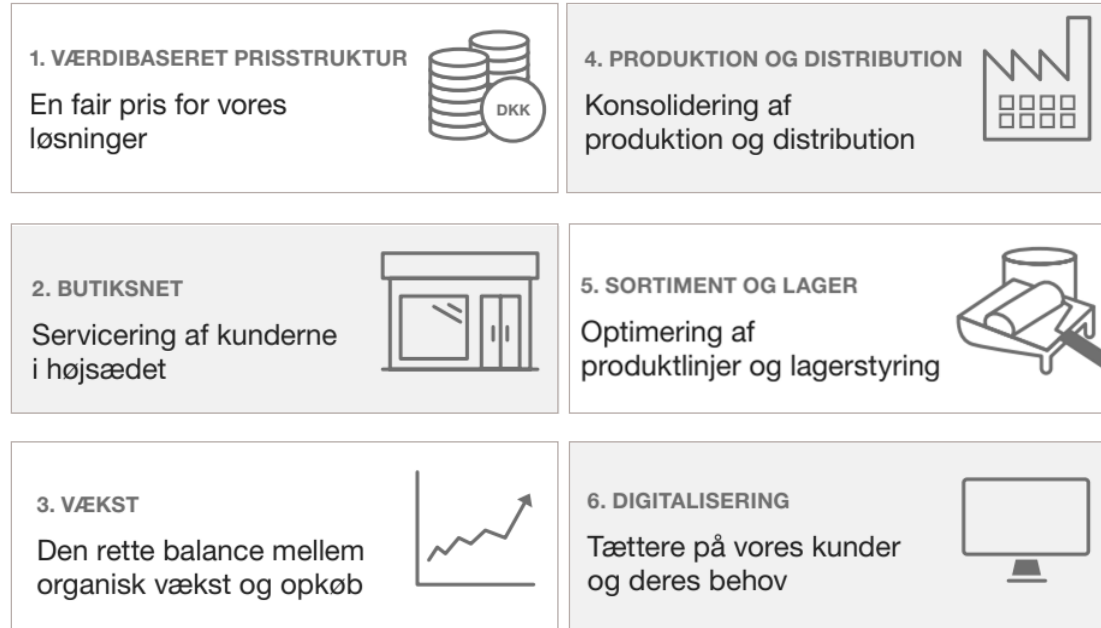 1. VÆRDIBASERET PRISSTRUKTUR
En fair pris for vores
løsninger
DKK
2. BUTIKSNET
Servicering af kunderne
i højsædet
3. VÆKST
Den rette balance mellem
organisk vækst og opkøb
4. PRODUKTION OG DISTRIBUTION
Konsolidering af
produktion og distribution
5. SORTIMENT OG LAGER
Optimering af
produktlinjer og lagerstyring
6. DIGITALISERING
Tættere på vores kunder
og deres behov